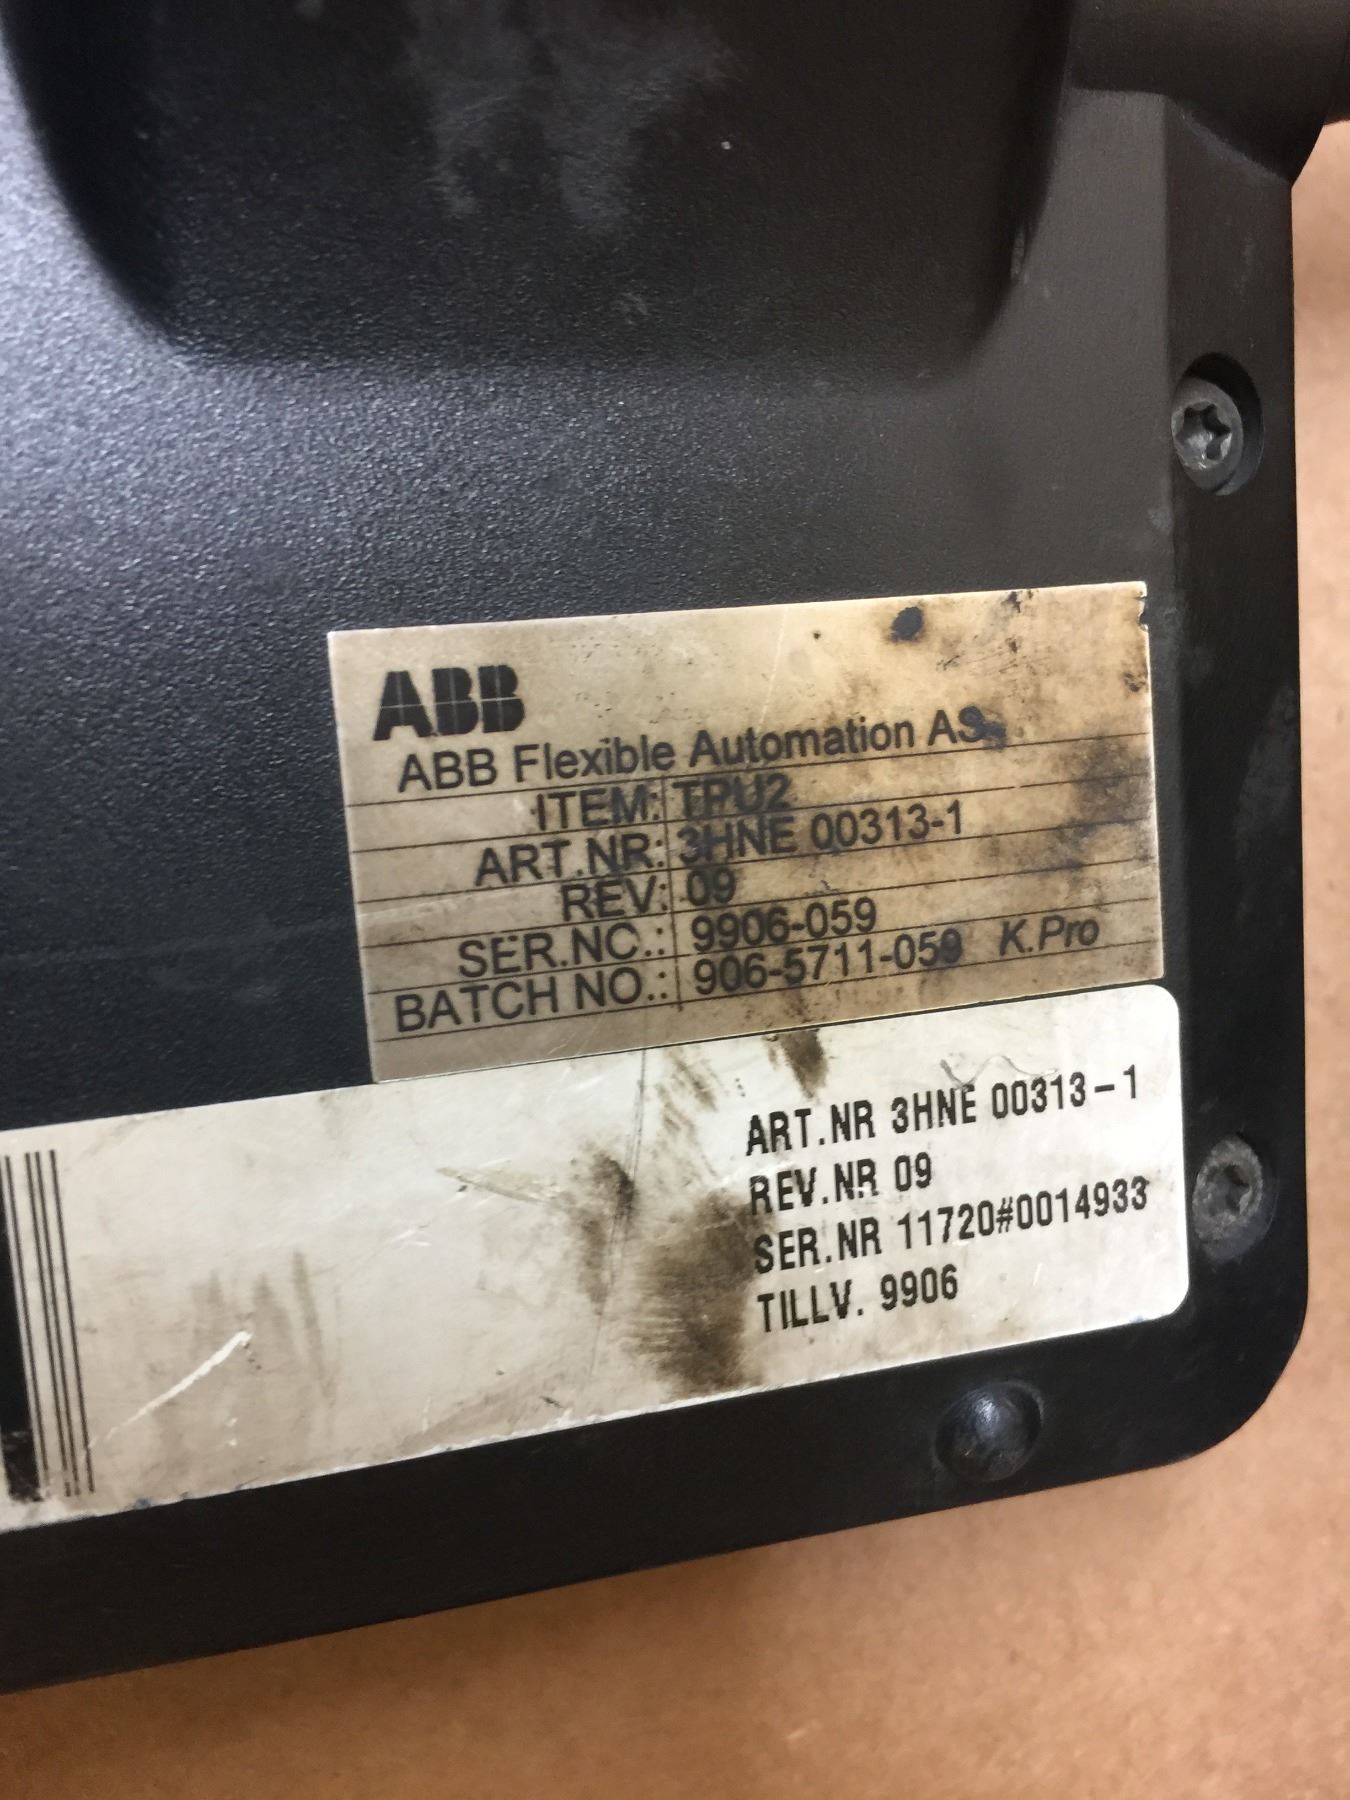 ABB
ABB Flexible Automation AS
ITEM: TPU2
ART.NR: 3HNE 00313-1
REV: 09
SER.NO.: 9906-059
BATCH NO.: 906-5711-059 K.Pro
ART.NR 3HNE 00313-1
REV.NR 09
SER.NR 11720#0014933
TILLV. 9906